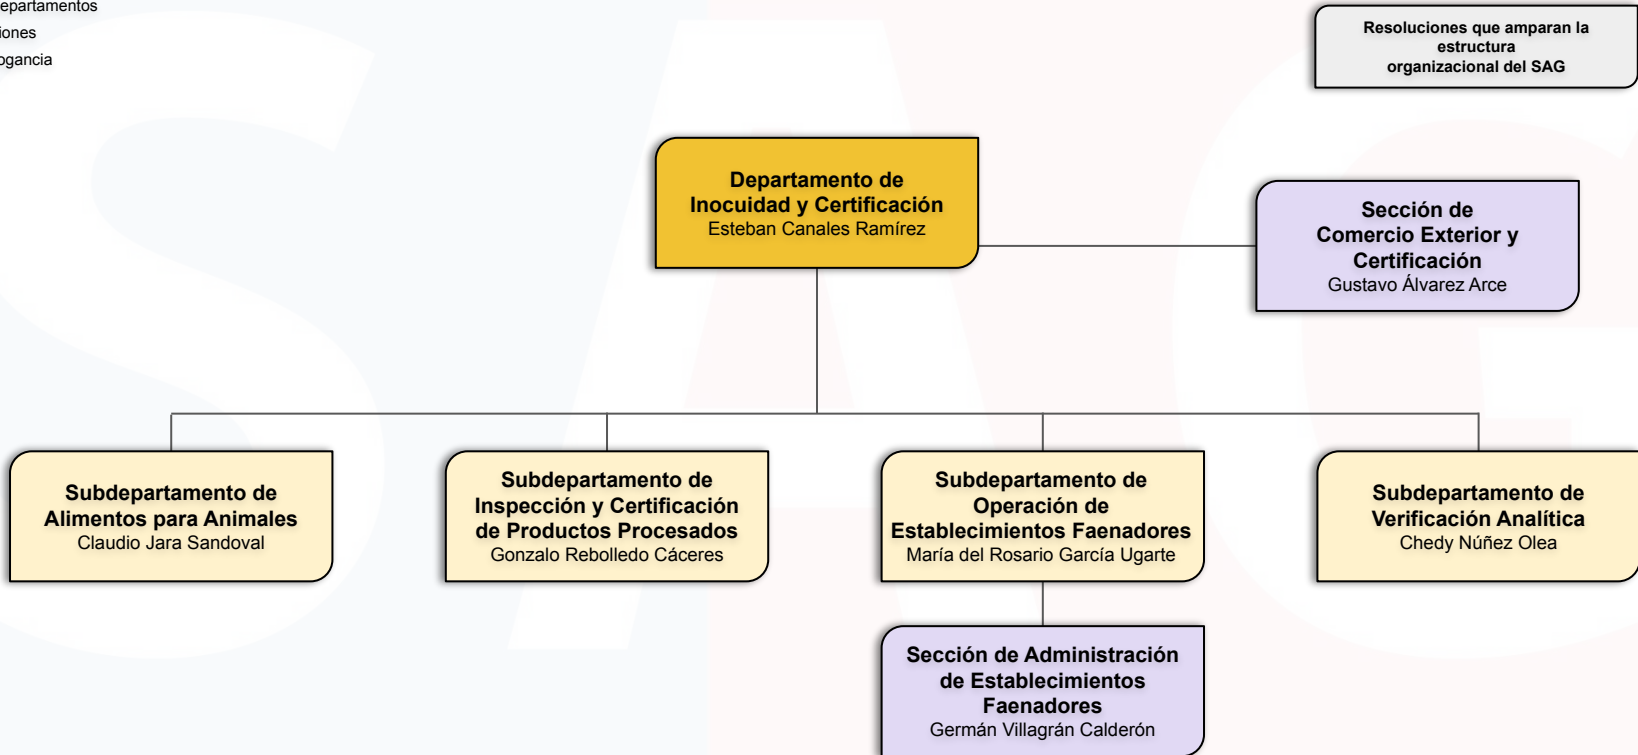 Resoluciones que amparan la
estructura
organizacional del SAG
Departamento de
Inocuidad y Certificación
Esteban Canales Ramírez
Sección de
Comercio Exterior y
Certificación
Gustavo Álvarez Arce
Subdepartamento de
Alimentos para Animales
Claudio Jara Sandoval
Subdepartamento de
Inspección y Certificación
de Productos Procesados
Gonzalo Rebolledo Cáceres
Subdepartamento de
Operación de
Establecimientos Faenadores
María del Rosario García Ugarte
Subdepartamento de
Verificación Analítica
Chedy Núñez Olea
Sección de Administración
de Establecimientos
Faenadores
Germán Villagrán Calderón